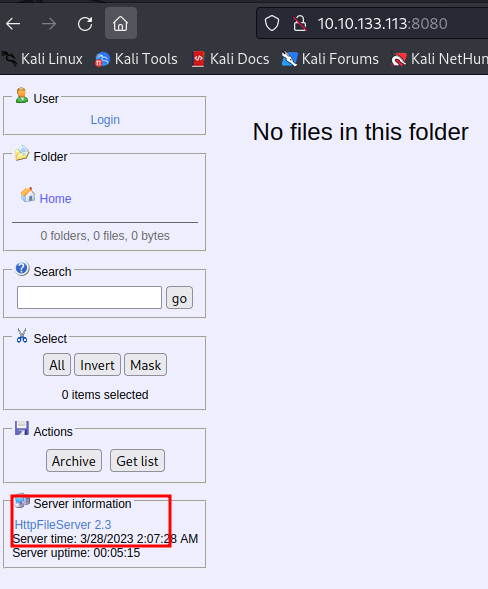 10.10.133.113:8080
Kali Linux Kali Tools Kali Docs Kali Forums Kali NetHun
User
Login
Folder
Home
0 folders, 0 files, 0 bytes
Search
go
Select
All Invert Mask
0 items selected
Actions
Archive Get list
Server information
HttpFileServer 2.3
Server time: 3/28/2023 2:07:28 AM
Server uptime: 00:05:15
No files in this folder